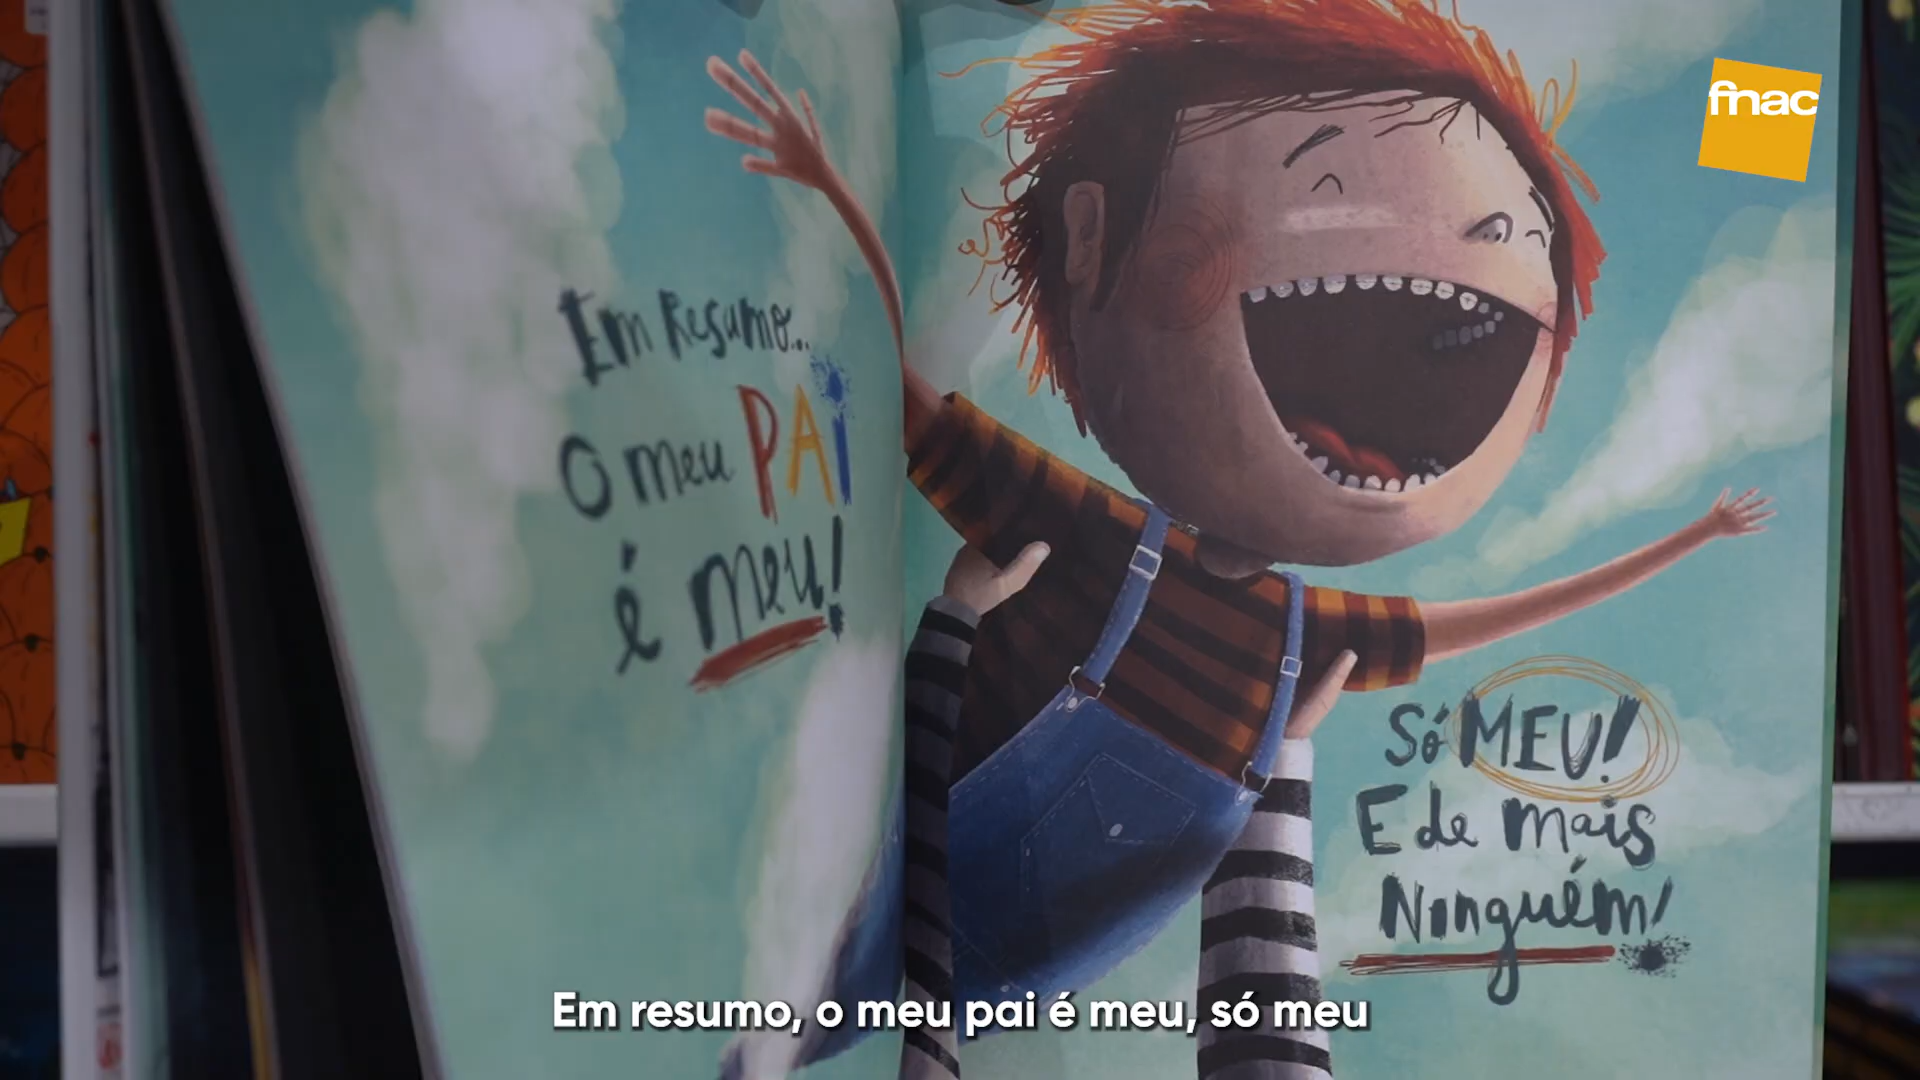 fnac
Em Resumo...
O meu PAi
é meu!
Só MEU!
E de mais
Ninguém!
Em resumo, o meu pai é meu, só meu